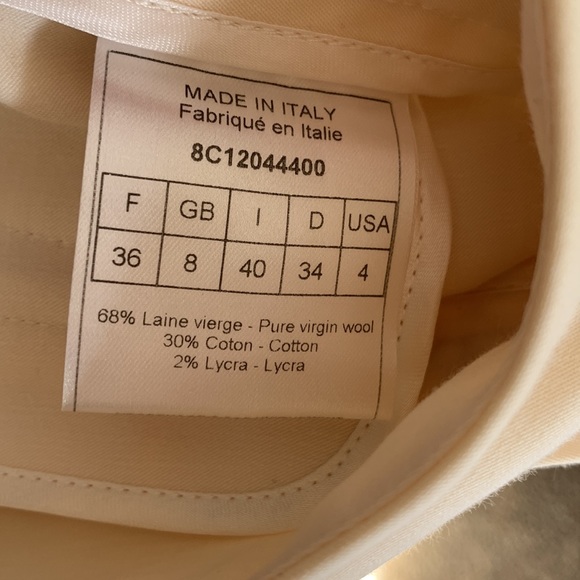 MADE IN ITALY
Fabriqué en Italie
8C12044400
F GB I D USA
36 8 40 34 4
68% Laine vierge - Pure virgin wool
30% Coton - Cotton
2% Lycra - Lycra